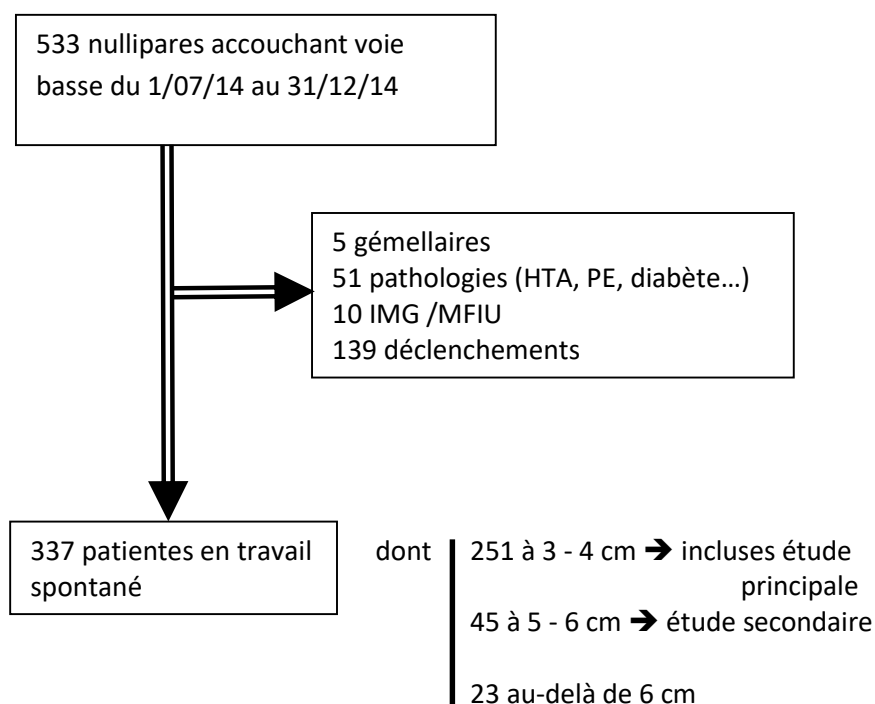 533 nullipares accouchant voie
basse du 1/07/14 au 31/12/14
5 gémellaires
51 pathologies (HTA, PE, diabète…)
10 IMG /MFIU
139 déclenchements
337 patientes en travail
spontané
dont
251 à 3 - 4 cm ➔ incluses étude
principale
45 à 5 - 6 cm ➔ étude secondaire
23 au-delà de 6 cm